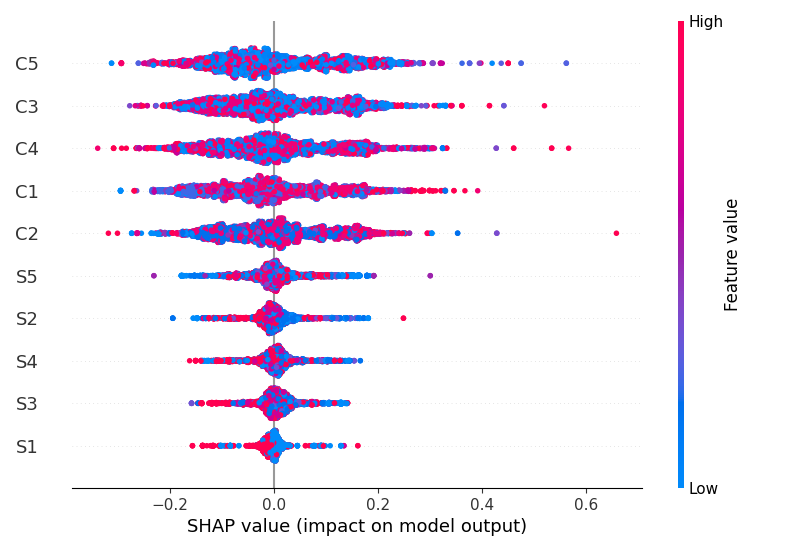 High
C5
C3
C4
C1
C2
S5
S2
S4
S3
S1
Feature value
Low
−0.2 0.0 0.2 0.4 0.6
SHAP value (impact on model output)